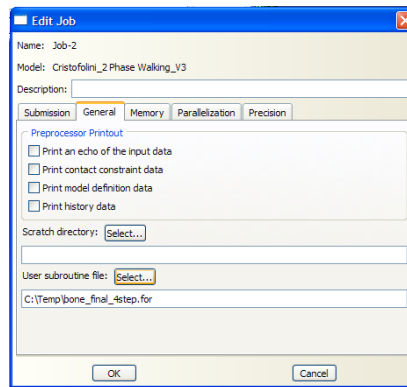 Edit Job
Name: Job-2
Model: Cristofolini_2 Phase Walking_V3
Description:
Submission General Memory Parallelization Precision
Preprocessor Printout
Print an echo of the input data
Print contact constraint data
Print model definition data
Print history data
Scratch directory: Select...
User subroutine file: Select...
C:\Temp\bone_final_4step.for
OK Cancel